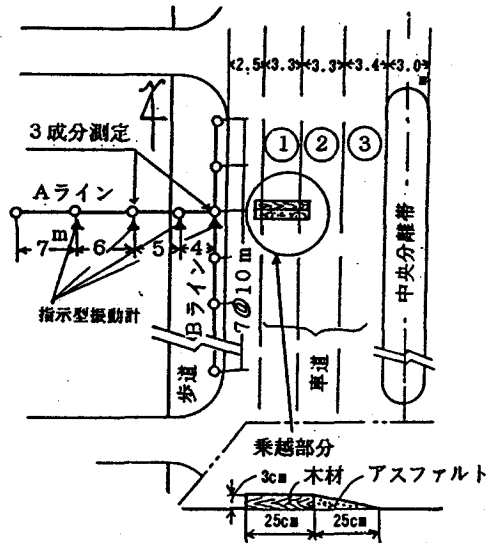 2.5 3.3 3.3 3.4 3.0
m
3成分測定
① ② ③
Aライン
7m 6 5 4
指示型振動計
Bライン
7@10m
中央分離帯
歩道
車道
乗越部分
3cm 木材 アスファルト
25cm 25cm